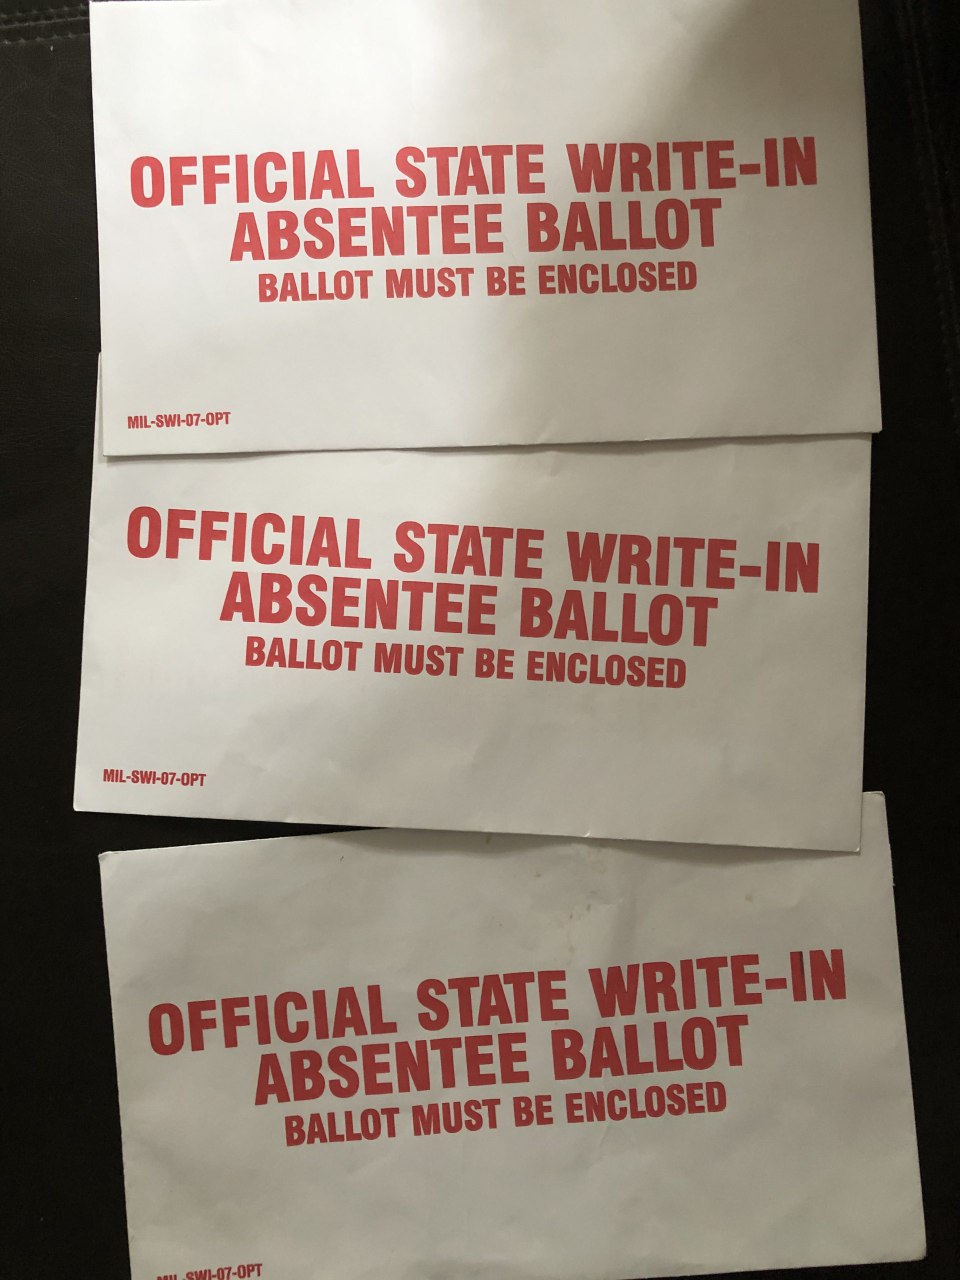 OFFICIAL STATE WRITE-IN
ABSENTEE BALLOT
BALLOT MUST BE ENCLOSED
MIL-SWI-07-OPT
OFFICIAL STATE WRITE-IN
ABSENTEE BALLOT
BALLOT MUST BE ENCLOSED
MIL-SWI-07-OPT
OFFICIAL STATE WRITE-IN
ABSENTEE BALLOT
BALLOT MUST BE ENCLOSED
MIL-SWI-07-OPT